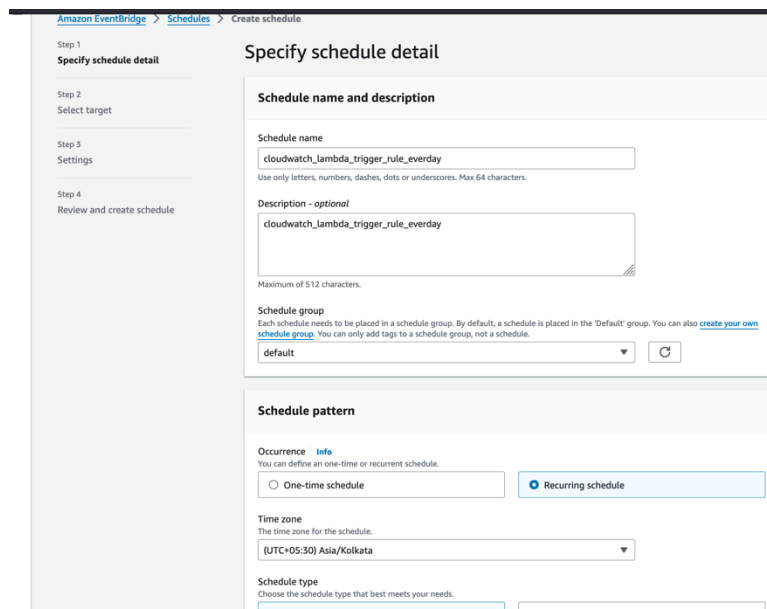 Amazon EventBridge > Schedules > Create schedule
Step 1
Specify schedule detail
Step 2
Select target
Step 3
Settings
Step 4
Review and create schedule
Specify schedule detail
Schedule name and description
Schedule name
cloudwatch_lambda_trigger_rule_everday
Use only letters, numbers, dashes, dots or underscores. Max 64 characters.
Description - optional
cloudwatch_lambda_trigger_rule_everday
Maximum of 512 characters.
Schedule group
Each schedule needs to be placed in a schedule group. By default, a schedule is placed in the 'Default' group. You can also create your own
schedule group. You can only add tags to a schedule group, not a schedule.
default
Schedule pattern
Occurrence Info
You can define an one-time or recurrent schedule.
One-time schedule
Recurring schedule
Time zone
The time zone for the schedule.
(UTC+05:30) Asia/Kolkata
Schedule type
Choose the schedule type that best meets your needs.